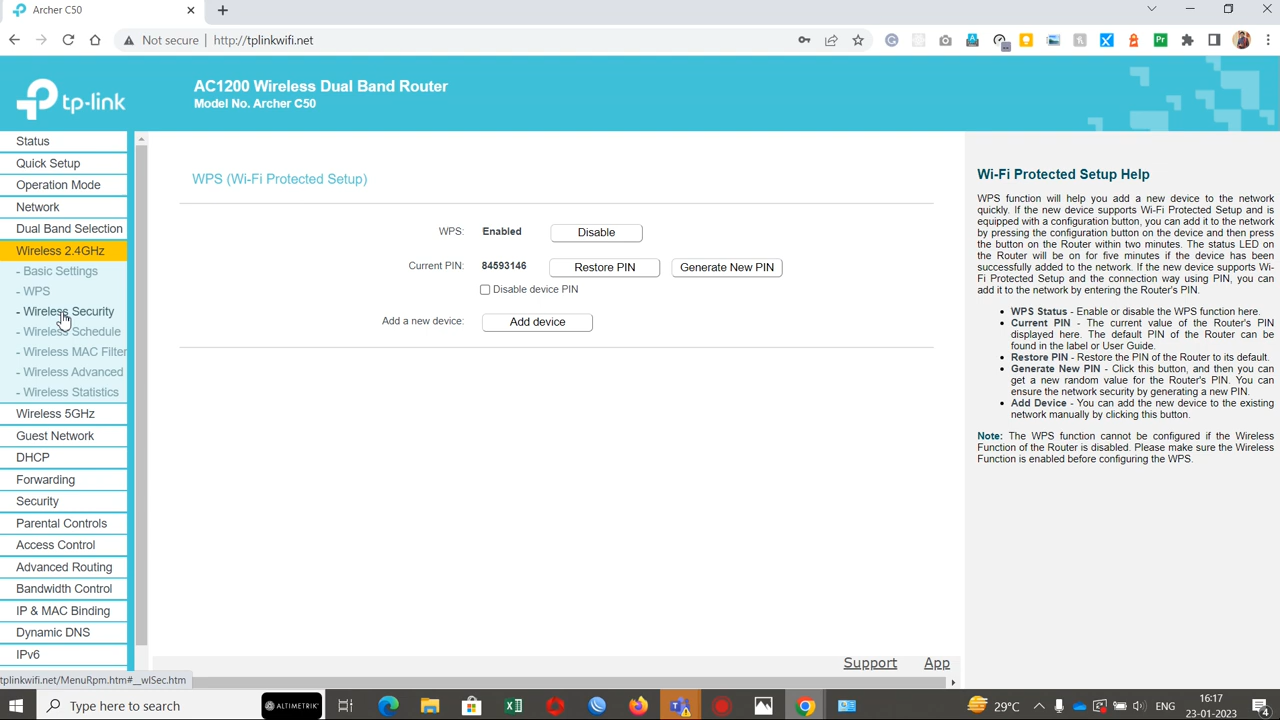 Archer C50
Not secure | http://tplinkwifi.net
tp-link
AC1200 Wireless Dual Band Router
Model No. Archer C50
Status
Quick Setup
Operation Mode
Network
Dual Band Selection
Wireless 2.4GHz
- Basic Settings
- WPS
- Wireless Security
- Wireless Schedule
- Wireless MAC Filter
- Wireless Advanced
- Wireless Statistics
Wireless 5GHz
Guest Network
DHCP
Forwarding
Security
Parental Controls
Access Control
Advanced Routing
Bandwidth Control
IP & MAC Binding
Dynamic DNS
IPv6
tplinkwifi.net/MenuRpm.htm#__wlSec.htm
WPS (Wi-Fi Protected Setup)
WPS: Enabled Disable
Current PIN: 84593146 Restore PIN Generate New PIN
Disable device PIN
Add a new device: Add device
Support App
Wi-Fi Protected Setup Help
WPS function will help you add a new device to the network
quickly. If the new device supports Wi-Fi Protected Setup and is
equipped with a configuration button, you can add it to the network
by pressing the configuration button on the device and then press
the button on the Router within two minutes. The status LED on
the Router will be on for five minutes if the device has been
successfully added to the network. If the new device supports Wi-
Fi Protected Setup and the connection way using PIN, you can
add it to the network by entering the Router's PIN.
• WPS Status - Enable or disable the WPS function here.
• Current PIN - The current value of the Router's PIN
displayed here. The default PIN of the Router can be
found in the label or User Guide.
• Restore PIN - Restore the PIN of the Router to its default.
• Generate New PIN - Click this button, and then you can
get a new random value for the Router's PIN. You can
ensure the network security by generating a new PIN.
• Add Device - You can add the new device to the existing
network manually by clicking this button.
Note: The WPS function cannot be configured if the Wireless
Function of the Router is disabled. Please make sure the Wireless
Function is enabled before configuring the WPS.
Type here to search
ALTIMETRIK
29°C
ENG
16:17
23-01-2023
4